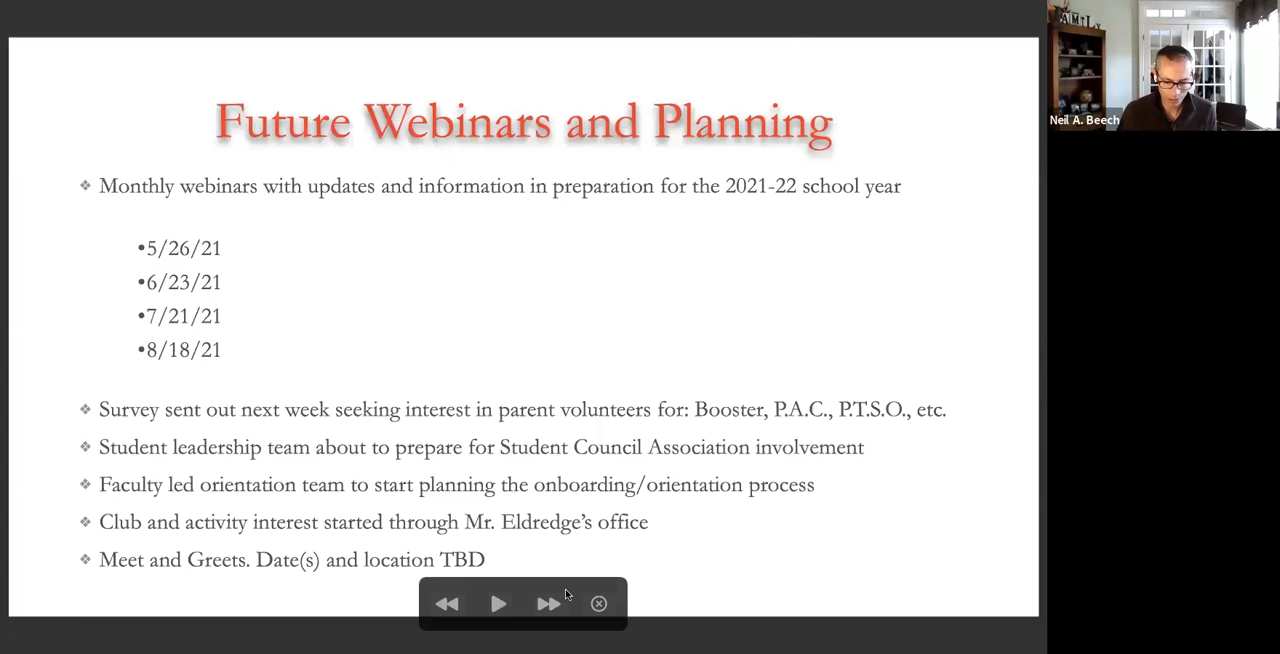 Future Webinars and Planning
❖ Monthly webinars with updates and information in preparation for the 2021-22 school year
•5/26/21
•6/23/21
•7/21/21
•8/18/21
❖ Survey sent out next week seeking interest in parent volunteers for: Booster, P.A.C., P.T.S.O., etc.
❖ Student leadership team about to prepare for Student Council Association involvement
❖ Faculty led orientation team to start planning the onboarding/orientation process
❖ Club and activity interest started through Mr. Eldredge’s office
❖ Meet and Greets. Date(s) and location TBD
FAMILY
Neil A. Beech